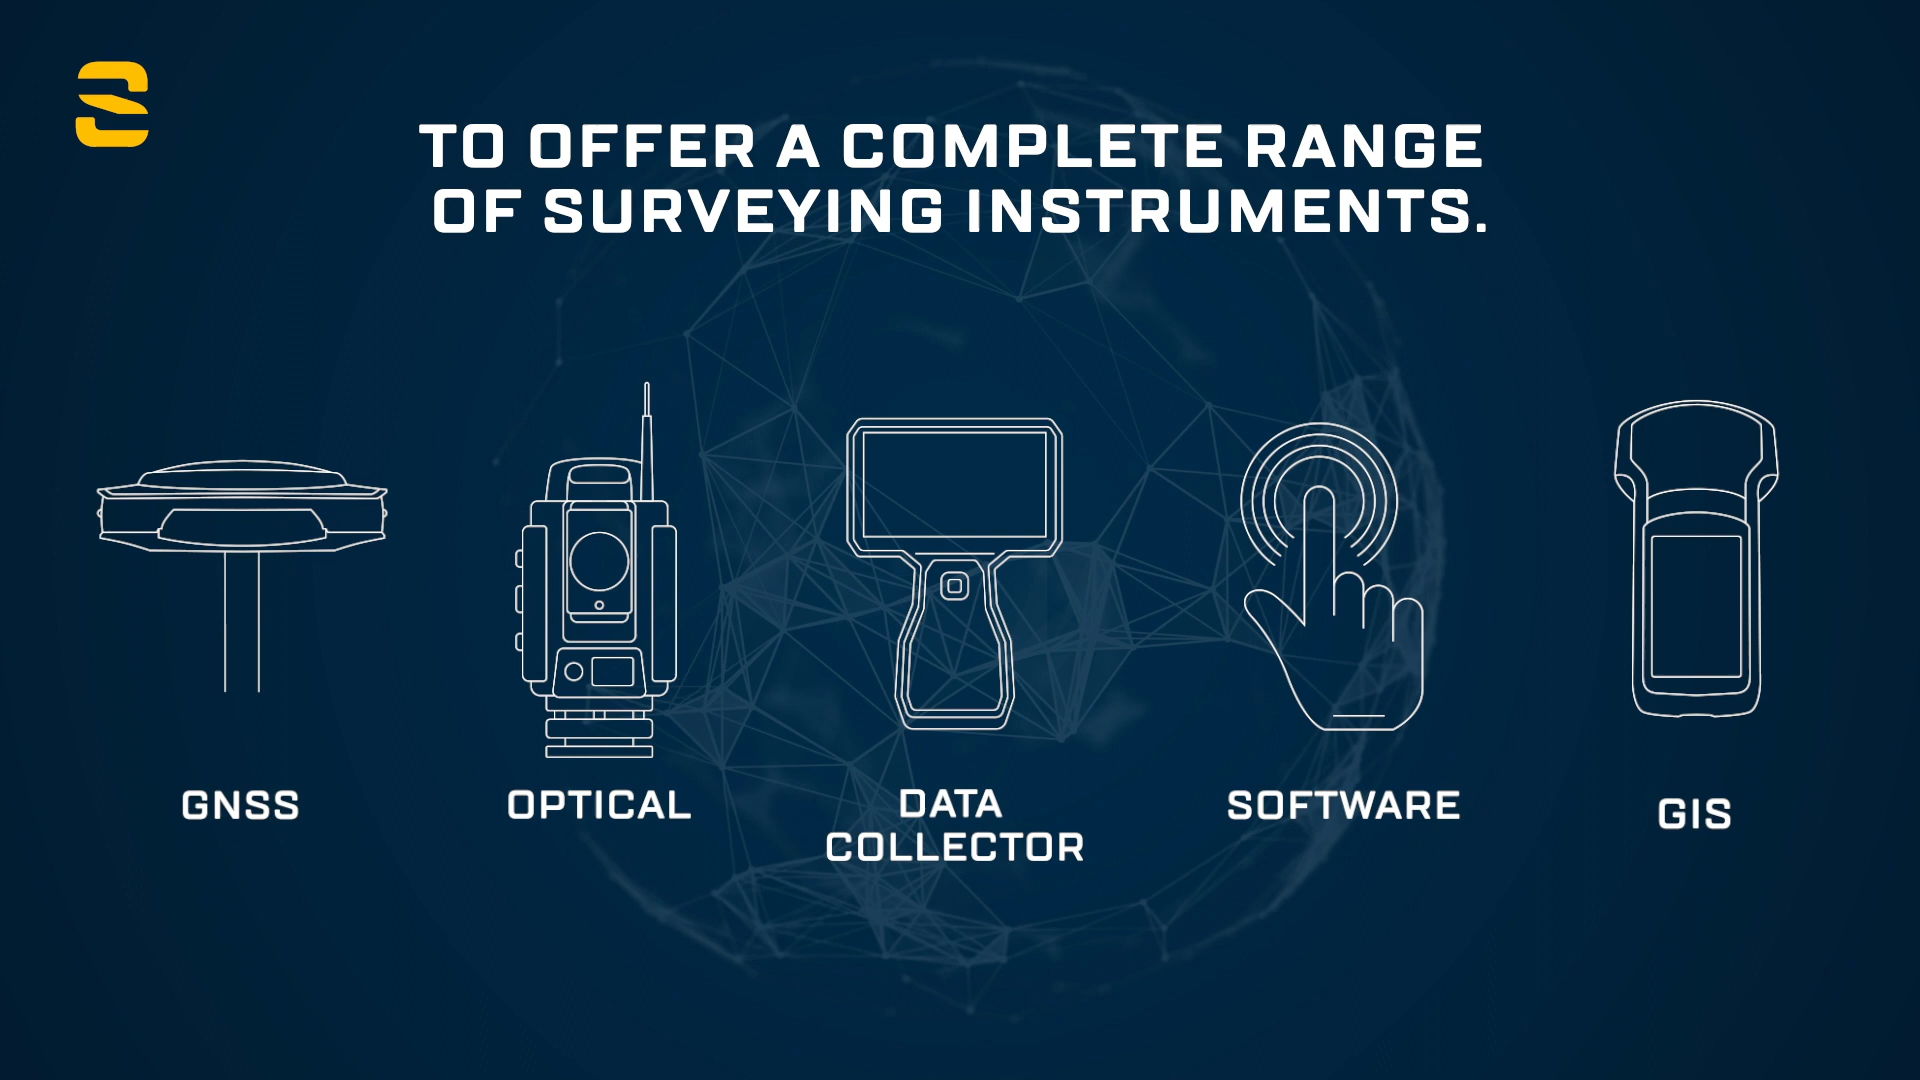 TO OFFER A COMPLETE RANGE
OF SURVEYING INSTRUMENTS.
GNSS
OPTICAL
DATA
COLLECTOR
SOFTWARE
GIS